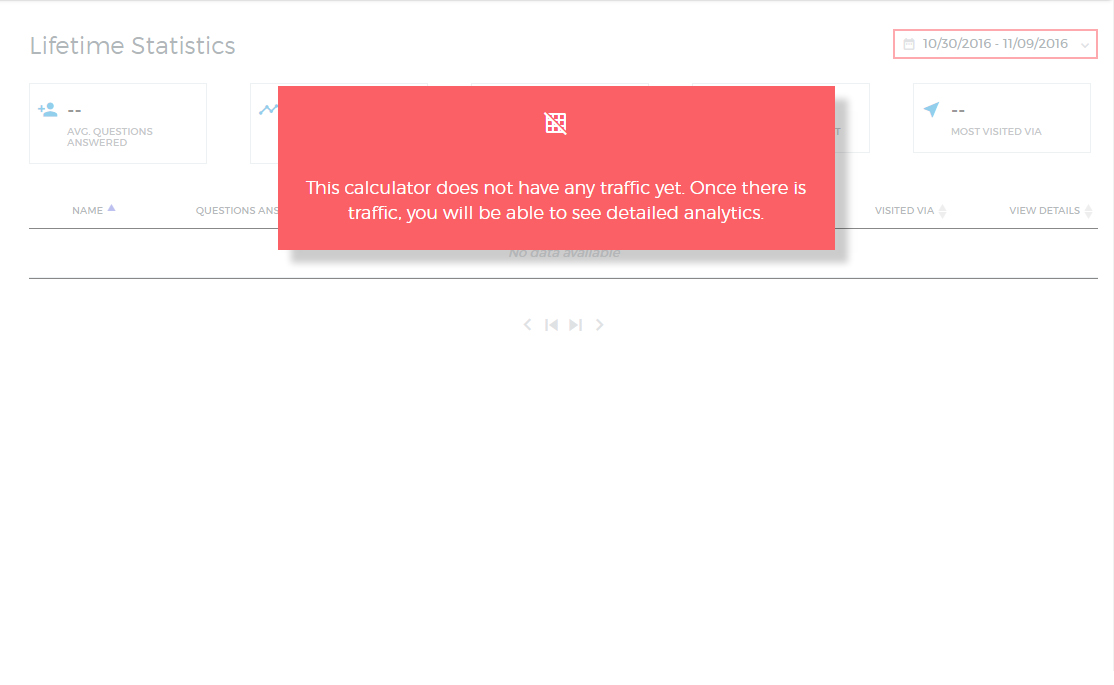 Lifetime Statistics
10/30/2016 - 11/09/2016
--
AVG. QUESTIONS
ANSWERED
--
MOST VISITED VIA
This calculator does not have any traffic yet. Once there is
traffic, you will be able to see detailed analytics.
NAME
QUESTIONS ANS
VISITED VIA
VIEW DETAILS
No data available